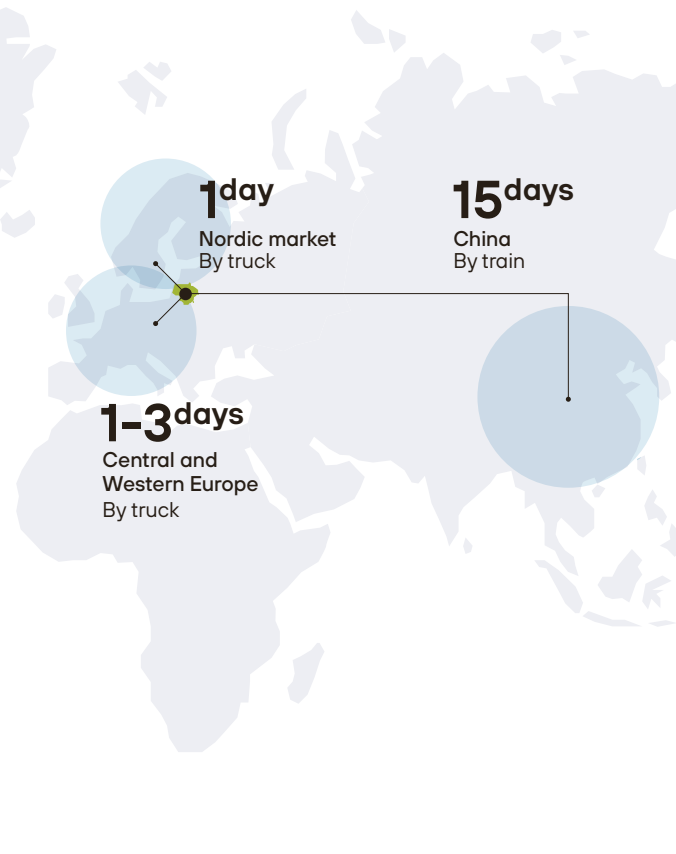 1day
Nordic market
By truck
15days
China
By train
1-3days
Central and
Western Europe
By truck